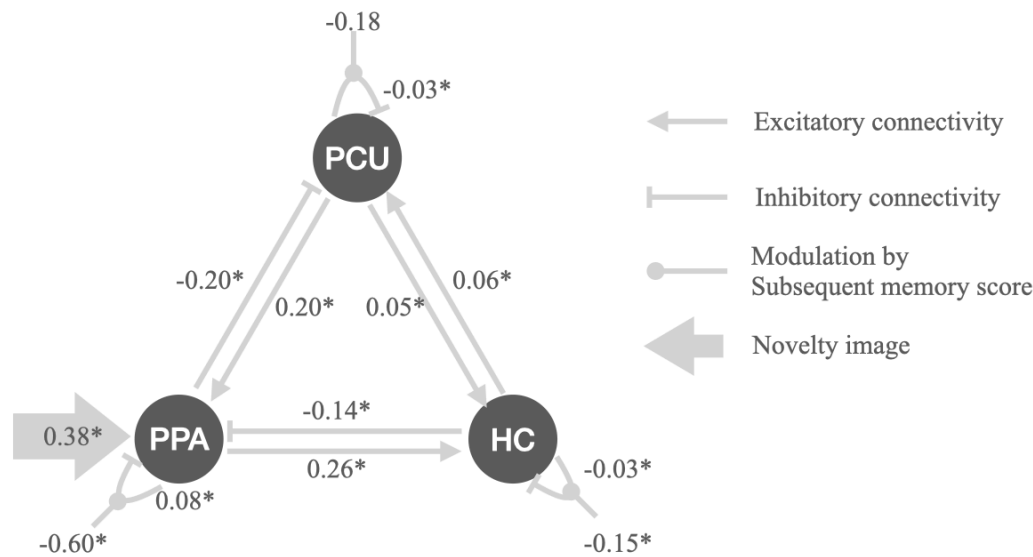 -0.18
-0.03*
PCU
Excitatory connectivity
Inhibitory connectivity
-0.20*
0.20*
0.05*
0.06*
Modulation by
Subsequent memory score
Novelty image
0.38*
PPA
-0.14*
0.26*
HC
-0.03*
0.08*
-0.60*
-0.15*